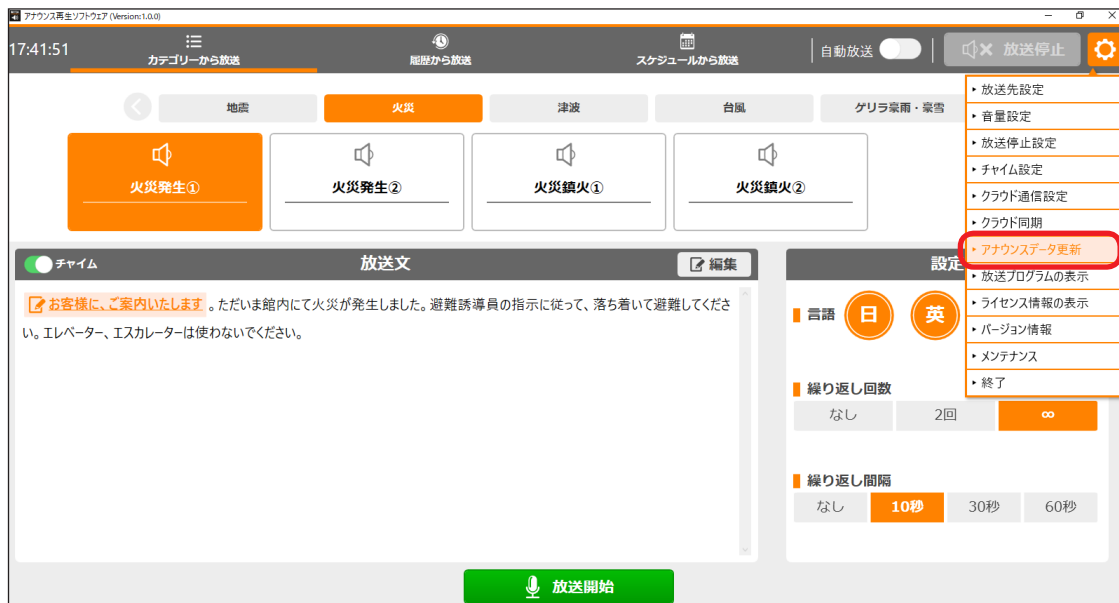 アナウンス再生ソフトウェア (Version:1.0.0)
17:41:51
カテゴリーから放送
履歴から放送
スケジュールから放送
自動放送
放送停止
地震
火災
津波
台風
ゲリラ豪雨・豪雪
火災発生①
火災発生②
火災鎮火①
火災鎮火②
放送先設定
音量設定
放送停止設定
チャイム設定
クラウド通信設定
クラウド同期
アナウンスデータ更新
放送プログラムの表示
ライセンス情報の表示
バージョン情報
メンテナンス
終了
チャイム
放送文
編集
お客様に、ご案内いたします 。ただいま館内にて火災が発生しました。避難誘導員の指示に従って、落ち着いて避難してくださ
い。エレベーター、エスカレーターは使わないでください。
設定
言語
日
英
繰り返し回数
なし
2回
∞
繰り返し間隔
なし
10秒
30秒
60秒
放送開始